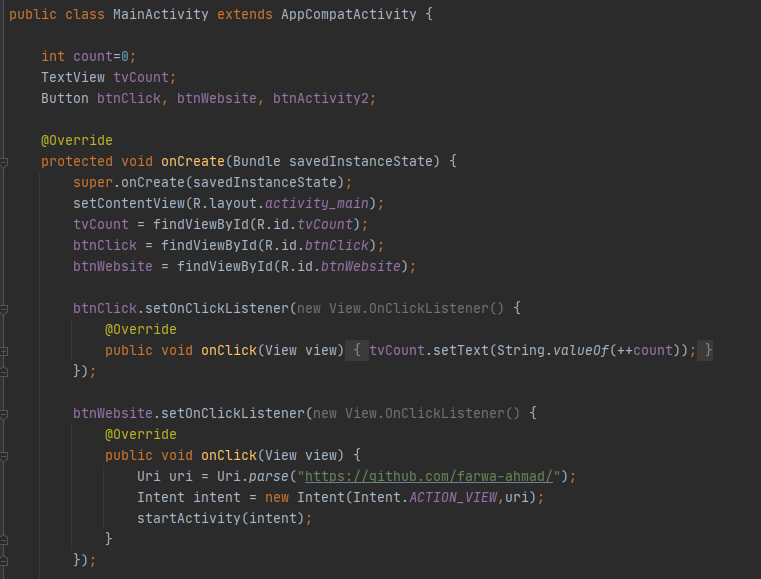 public class MainActivity extends AppCompatActivity {
int count=0;
TextView tvCount;
Button btnClick, btnWebsite, btnActivity2;
@Override
protected void onCreate(Bundle savedInstanceState) {
super.onCreate(savedInstanceState);
setContentView(R.layout.activity_main);
tvCount = findViewById(R.id.tvCount);
btnClick = findViewById(R.id.btnClick);
btnWebsite = findViewById(R.id.btnWebsite);
btnClick.setOnClickListener(new View.OnClickListener() {
@Override
public void onClick(View view) { tvCount.setText(String.valueOf(++count)); }
});
btnWebsite.setOnClickListener(new View.OnClickListener() {
@Override
public void onClick(View view) {
Uri uri = Uri.parse("https://github.com/farwa-ahmad/");
Intent intent = new Intent(Intent.ACTION_VIEW,uri);
startActivity(intent);
}
});